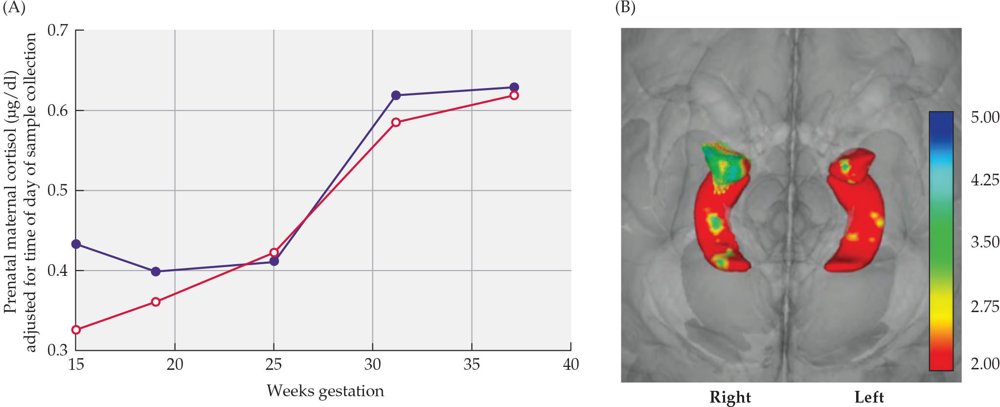 (A)
Prenatal maternal cortisol (µg/dl)
adjusted for time of day of sample collection
0.7
0.6
0.5
0.4
0.3
15 20 25 30 35 40
Weeks gestation
(B)
5.00
4.25
3.50
2.75
2.00
Right Left